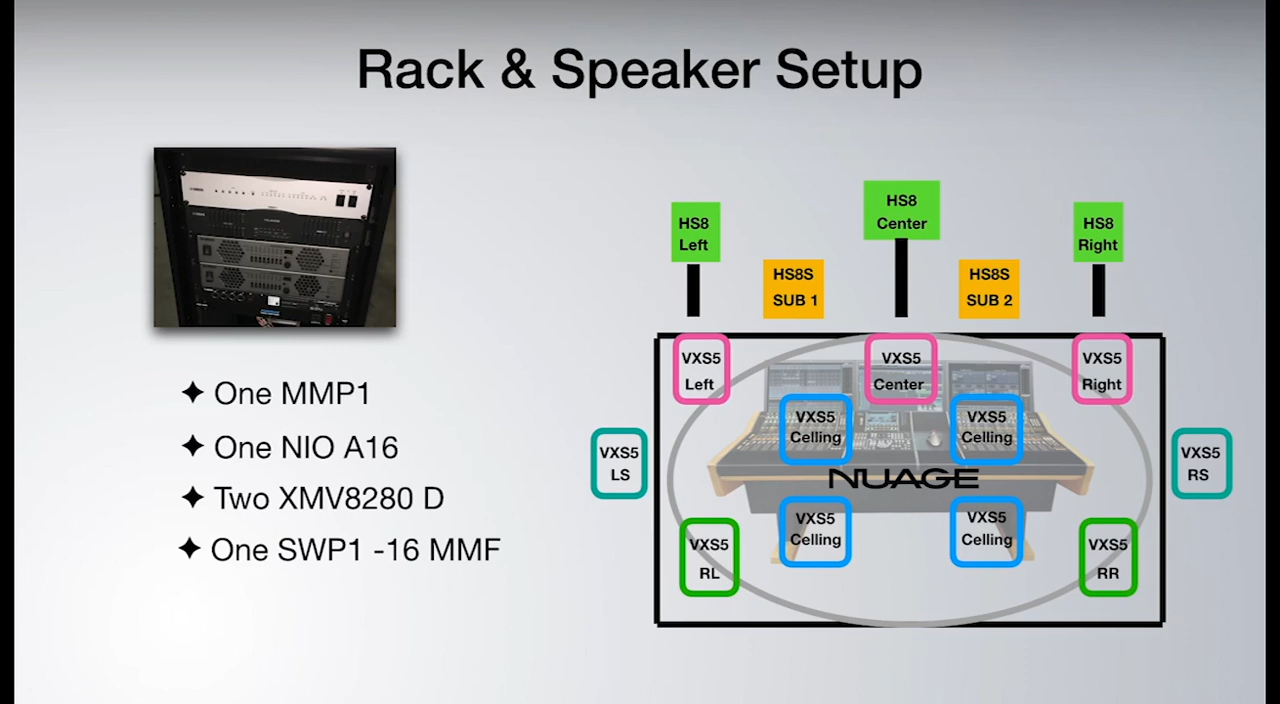 Rack & Speaker Setup
✦ One MMP1
✦ One NIO A16
✦ Two XMV8280 D
✦ One SWP1 -16 MMF
HS8
Left
HS8
Center
HS8
Right
HS8S
SUB 1
HS8S
SUB 2
VXS5
Left
VXS5
Center
VXS5
Right
VXS5
Celling
VXS5
Celling
VXS5
LS
VXS5
RS
NUAGE
VXS5
Celling
VXS5
Celling
VXS5
RL
VXS5
RR